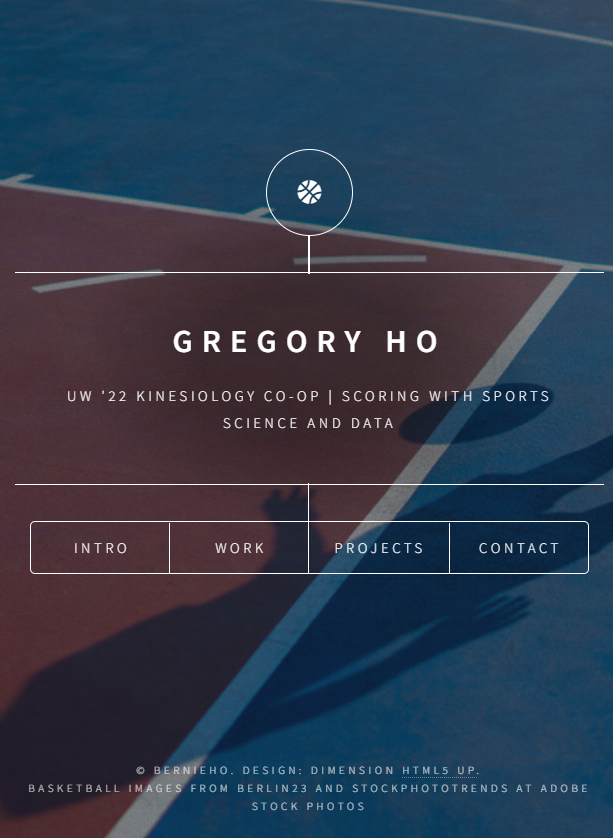 GREGORY HO
UW '22 KINESIOLOGY CO-OP | SCORING WITH SPORTS
SCIENCE AND DATA
INTRO
WORK
PROJECTS
CONTACT
© BERNIEHO. DESIGN: DIMENSION HTML5 UP.
BASKETBALL IMAGES FROM BERLIN23 AND STOCKPHOTOTRENDS AT ADOBE
STOCK PHOTOS